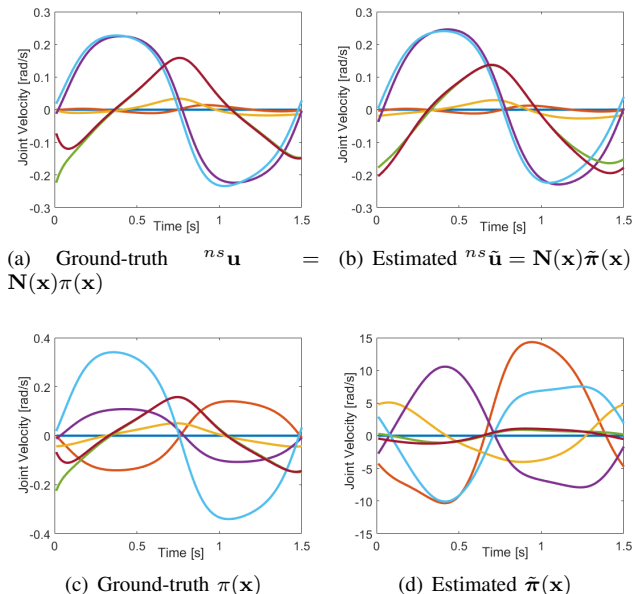 0.3
0.2
0.1
0
-0.1
-0.2
-0.3
Joint Velocity [rad/s]
0 0.5 1 1.5
Time [s]
0.3
0.2
0.1
0
-0.1
-0.2
-0.3
Joint Velocity [rad/s]
0 0.5 1 1.5
Time [s]
(a) Ground-truth ⁿˢu =
N(x)π(x)
(b) Estimated ⁿˢũ = N(x)π̃(x)
0.4
0.2
0
-0.2
-0.4
Joint Velocity [rad/s]
0 0.5 1 1.5
Time [s]
15
10
5
0
-5
-10
-15
Joint Velocity [rad/s]
0 0.5 1 1.5
Time [s]
(c) Ground-truth π(x)
(d) Estimated π̃(x)